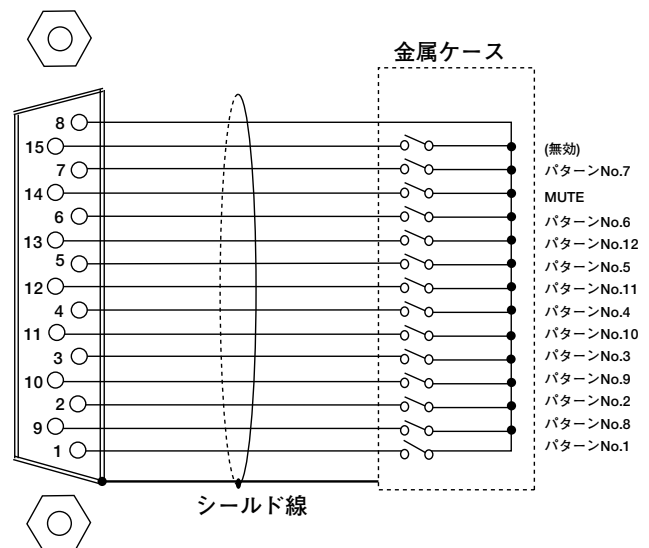 金属ケース
8
15
(無効)
7
パターンNo.7
14
MUTE
6
パターンNo.6
13
パターンNo.12
5
パターンNo.5
12
パターンNo.11
4
パターンNo.4
11
パターンNo.10
3
パターンNo.3
10
パターンNo.9
2
パターンNo.2
9
パターンNo.8
1
パターンNo.1
シールド線